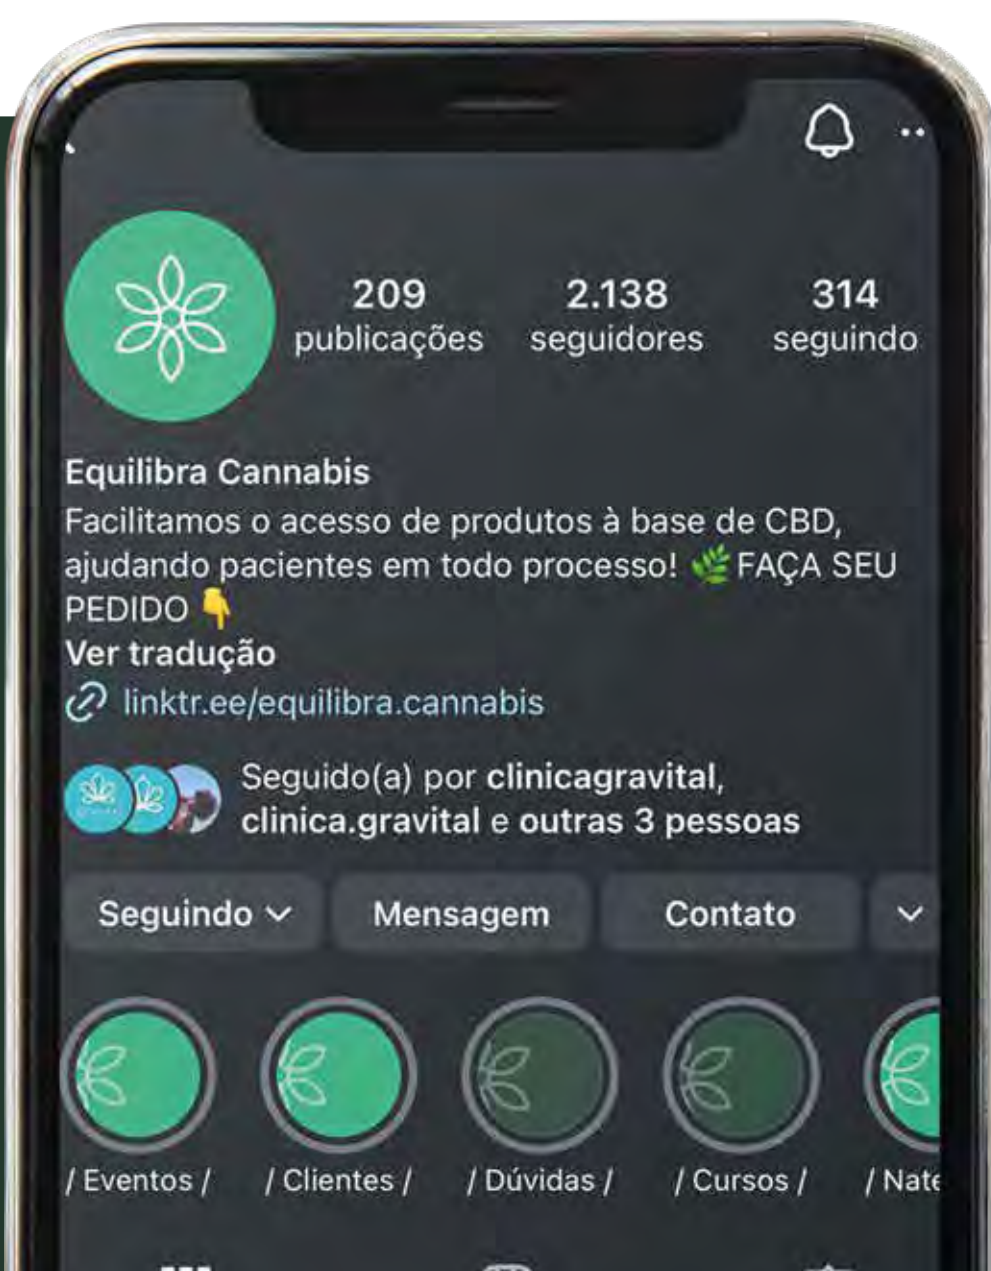 209
publicações
2.138
seguidores
314
seguindo
Equilibra Cannabis
Facilitamos o acesso de produtos à base de CBD,
ajudando pacientes em todo processo! 🌿FAÇA SEU
PEDIDO 👇
Ver tradução
linktr.ee/equilibra.cannabis
Seguido(a) por clinicagravital,
clinica.gravital e outras 3 pessoas
Seguindo
Mensagem
Contato
/ Eventos /
/ Clientes /
/ Dúvidas /
/ Cursos /
/ Nate